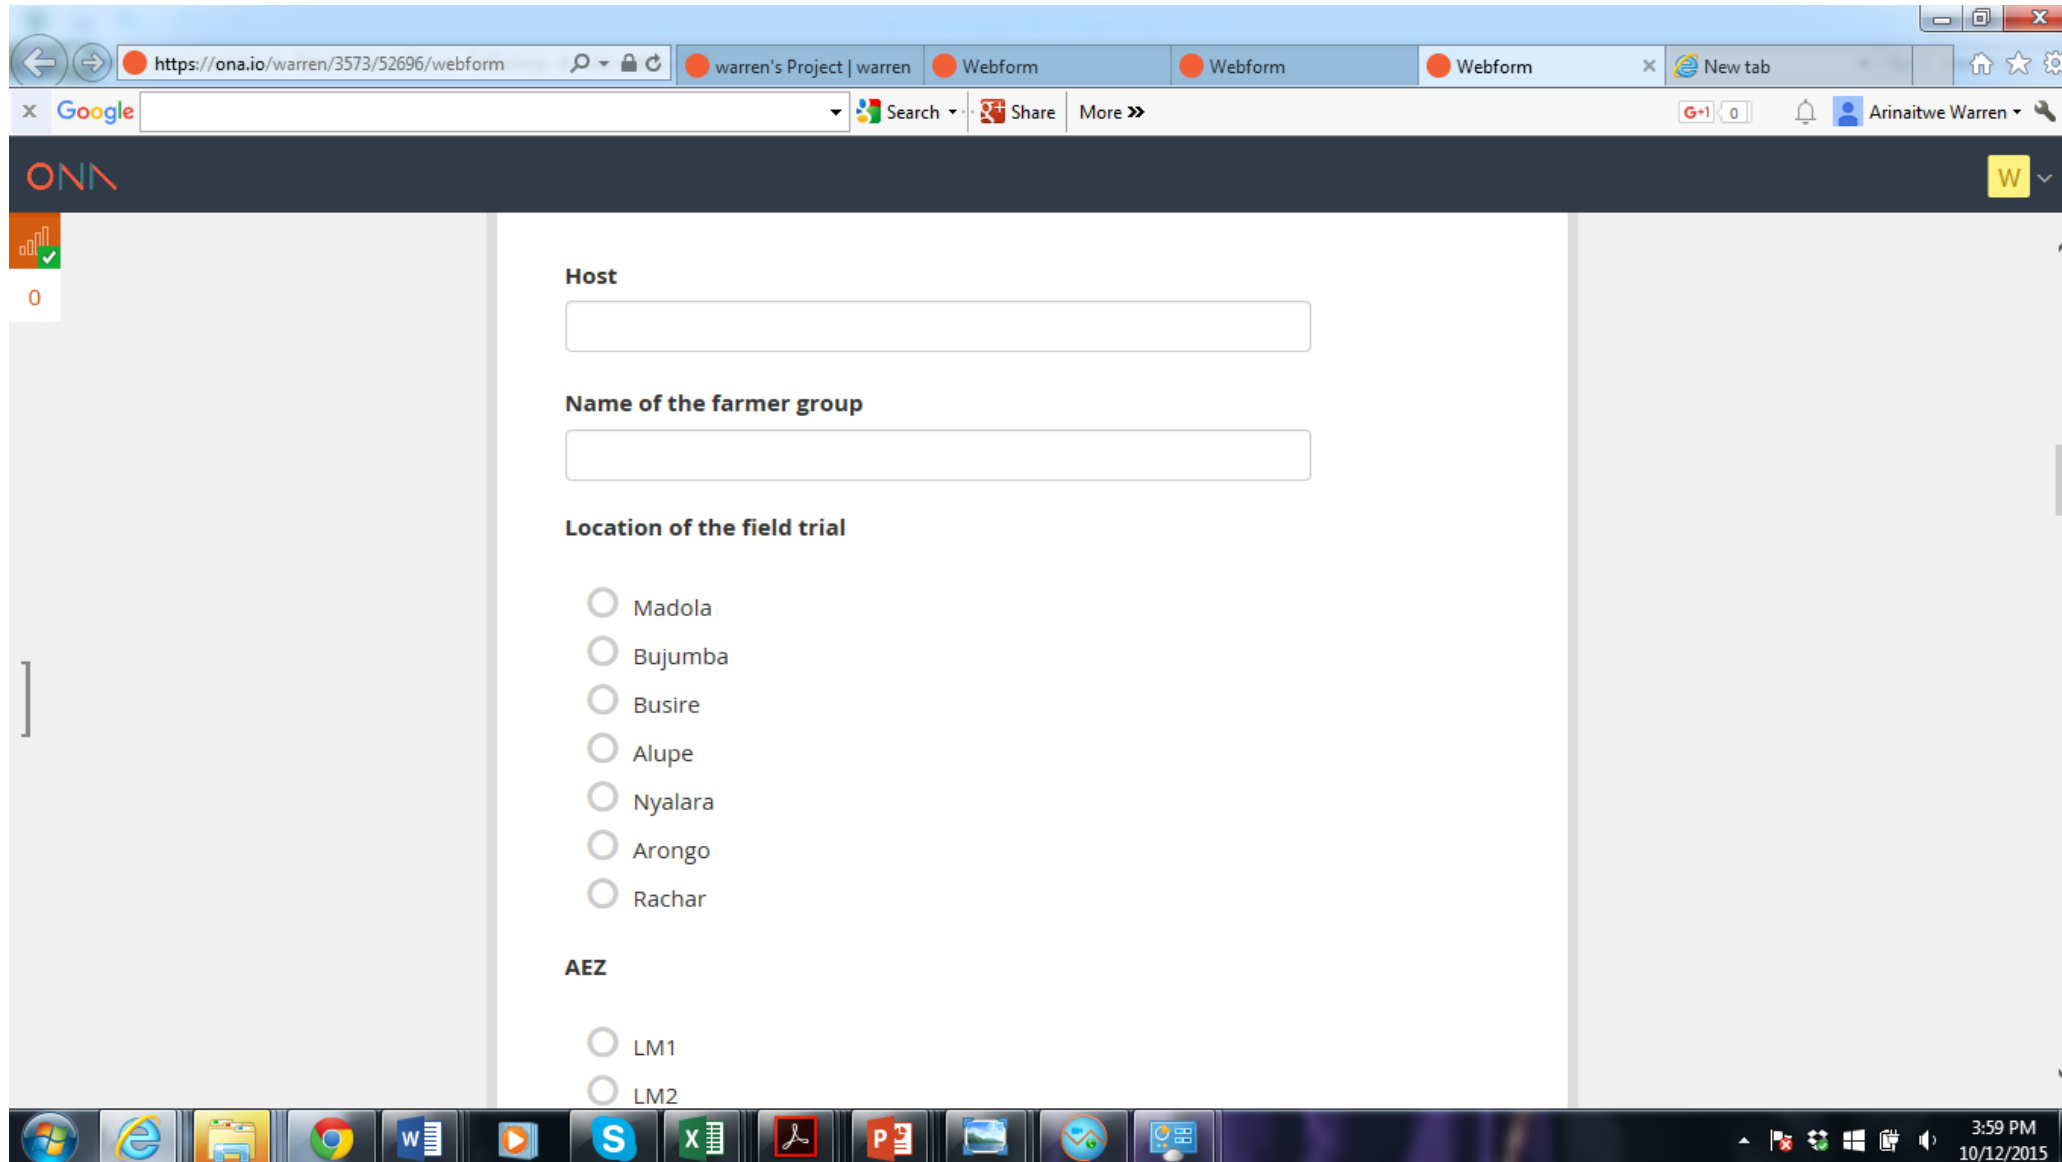 https://ona.io/warren/3573/52696/webform
warren's Project | warren
Webform
Webform
Webform
New tab
x Google
Search
Share
More »
G+1 0
Arinaitwe Warren
ONA
W
0
Host
Name of the farmer group
Location of the field trial
Madola
Bujumba
Busire
Alupe
Nyalara
Arongo
Rachar
AEZ
LM1
LM2
3:59 PM
10/12/2015